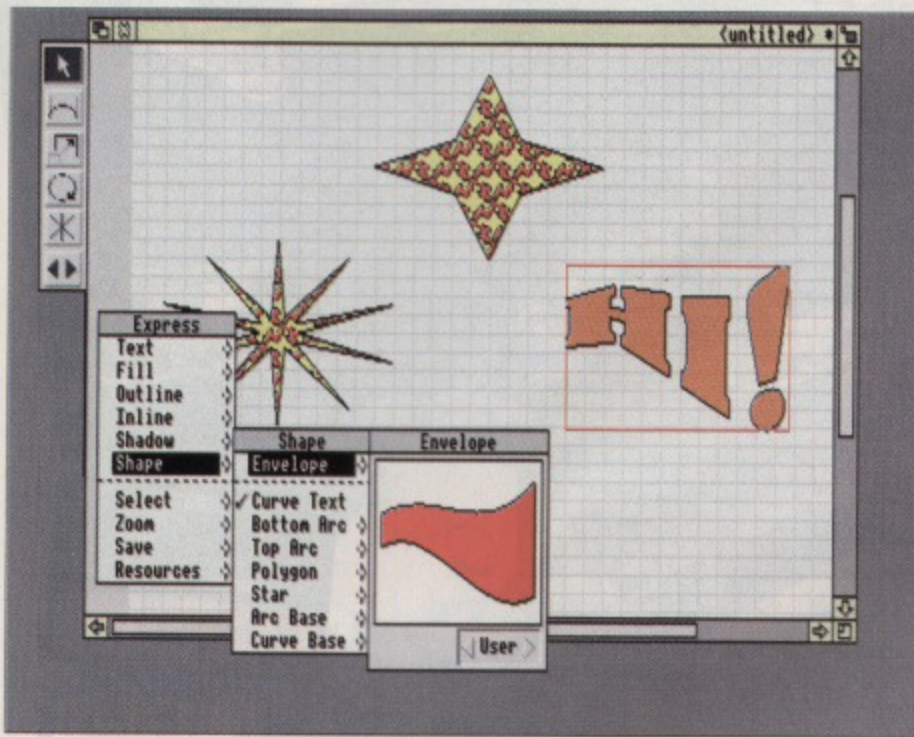 <untitled> *
HI!
Express
Text
Fill
Outline
Inline
Shadow
Shape
Select
Zoom
Save
Resources
Shape
Envelope
✓ Curve Text
Bottom Arc
Top Arc
Polygon
Star
Arc Base
Curve Base
Envelope
User